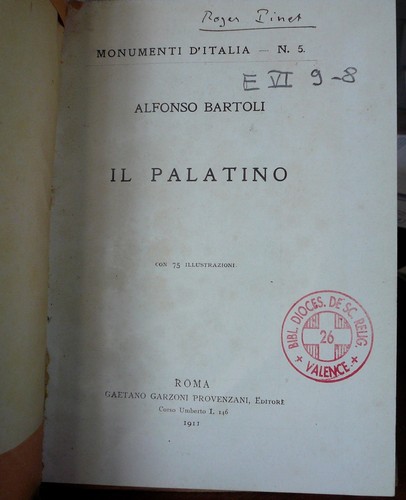 Roger Pinet
MONUMENTI D'ITALIA — N. 5.
E VI 9-8
ALFONSO BARTOLI
IL PALATINO
CON 75 ILLUSTRAZIONI
BIBL. DIOCES. DE SC. RELIG.
26
+ VALENCE. +
ROMA
GAETANO GARZONI PROVENZANI, EDITORE
Corso Umberto I, 146
1911